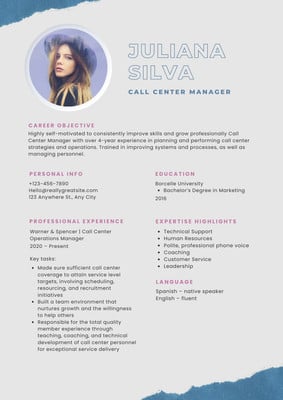 JULIANA
SILVA
CALL CENTER MANAGER
CAREER OBJECTIVE
Highly self-motivated to consistently improve skills and grow professionally Call
Center Manager with over 4-year experience in planning and performing call center
strategies and operations. Trained in improving systems and processes, as well as
managing personnel.
PERSONAL INFO
+123-456-7890
Hello@reallygreatsite.com
123 Anywhere St., Any City
EDUCATION
Borcelle University
• Bachelor's Degree in Marketing
2016
PROFESSIONAL EXPERIENCE
Warner & Spencer | Call Center
Operations Manager
2020 – Present
Key tasks:
• Made sure sufficient call center
coverage to attain service level
targets, involving scheduling,
resourcing, and recruitment
initiatives
• Built a team environment that
nurtures growth and the willingness
to help others
• Responsible for the total quality
member experience through
teaching, coaching, and technical
development of call center personnel
for exceptional service delivery
EXPERTISE HIGHLIGHTS
• Technical Support
• Human Resources
• Polite, professional phone voice
• Coaching
• Customer Service
• Leadership
LANGUAGE
Spanish – native speaker
English – fluent